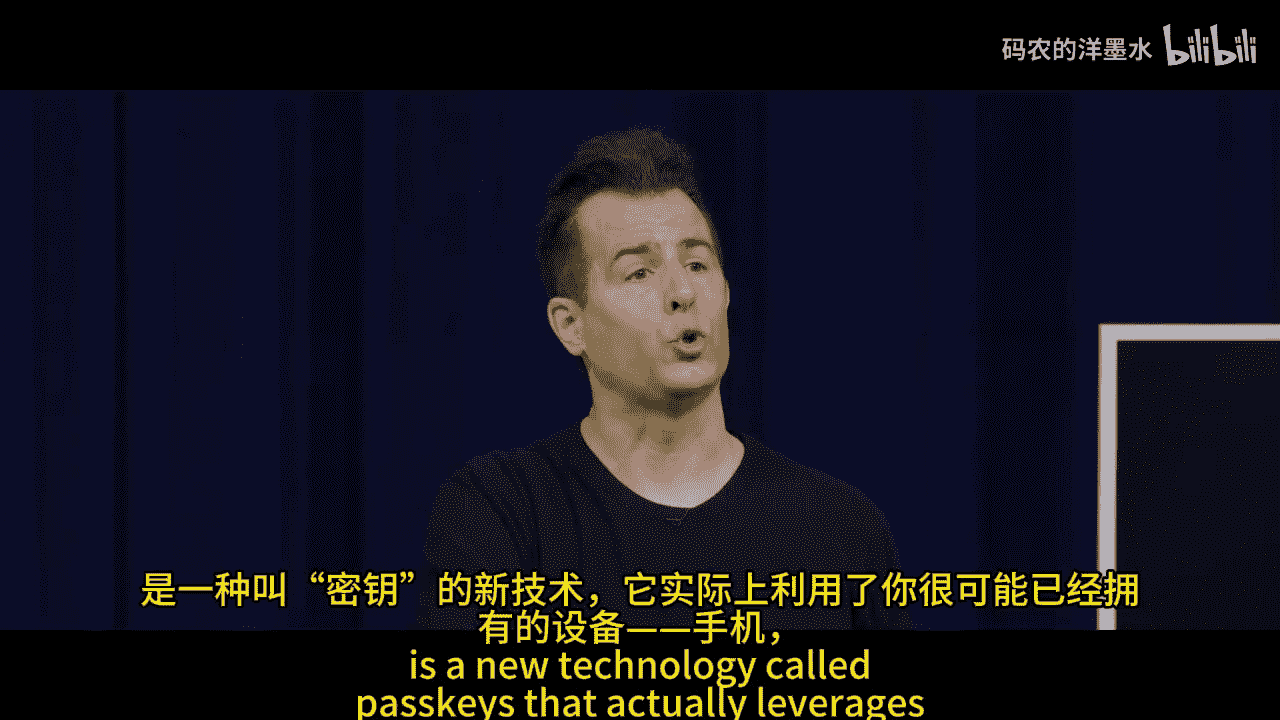 码农的洋墨水 bilibili
是一种叫“密钥”的新技术，它实际上利用了你很可能已经拥
有的设备——手机，
is a new technology called
passkeys that actually leverages